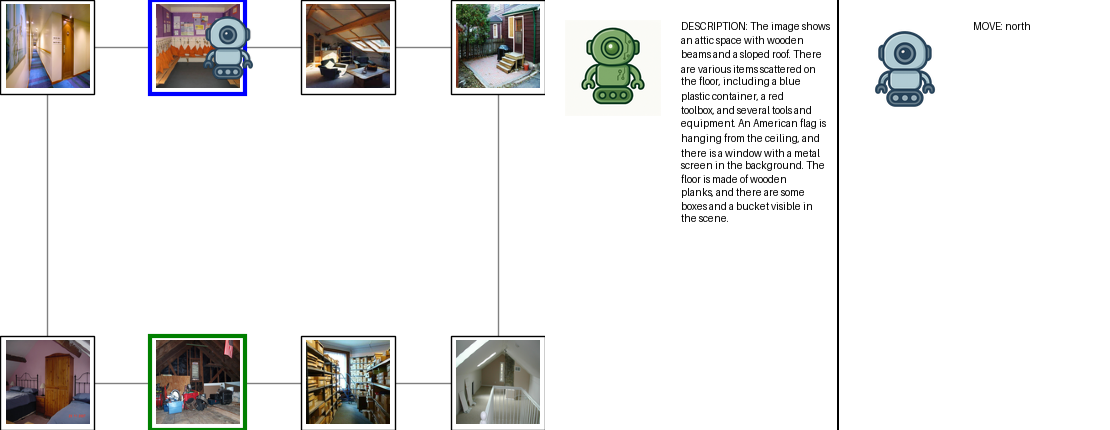 DESCRIPTION: The image shows
an attic space with wooden
beams and a sloped roof. There
are various items scattered on
the floor, including a blue
plastic container, a red
toolbox, and several tools and
equipment. An American flag is
hanging from the ceiling, and
there is a window with a metal
screen in the background. The
floor is made of wooden
planks, and there are some
boxes and a bucket visible in
the scene.
MOVE: north